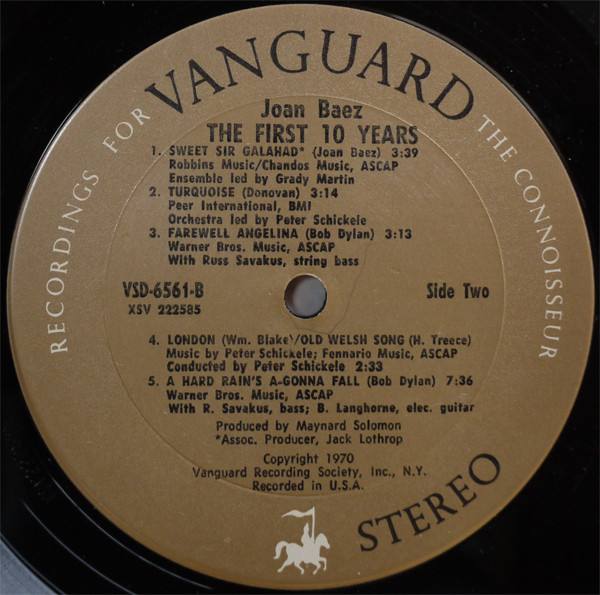 RECORDINGS FOR VANGUARD THE CONNOISSEUR
Joan Baez
THE FIRST 10 YEARS
1. SWEET SIR GALAHAD* (Joan Baez) 3:39
Robbins Music/Chandos Music, ASCAP
Ensemble led by Grady Martin
2. TURQUOISE (Donovan) 3:14
Peer International, BMI
Orchestra led by Peter Schickele
3. FAREWELL ANGELINA (Bob Dylan) 3:13
Warner Bros. Music, ASCAP
With Russ Savakus, string bass
VSD-6561-B Side Two
XSV 222585
4. LONDON (Wm. Blake)/OLD WELSH SONG (H. Treece)
Music by Peter Schickele; Fennario Music, ASCAP
Conducted by Peter Schickele 2:33
5. A HARD RAIN'S A-GONNA FALL (Bob Dylan) 7:36
Warner Bros. Music, ASCAP
With R. Savakus, bass; B. Langhorne, elec. guitar
Produced by Maynard Solomon
*Assoc. Producer, Jack Lothrop
Copyright 1970
Vanguard Recording Society, Inc., N.Y.
Recorded in U.S.A.
STEREO